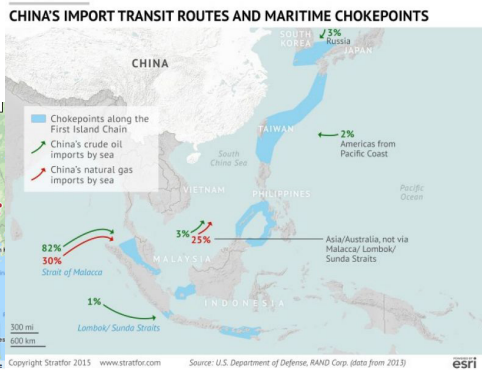 CHINA'S IMPORT TRANSIT ROUTES AND MARITIME CHOKEPOINTS
SOUTH
KOREA
3%
Russia
JAPAN
CHINA
Chokepoints along the
First Island Chain
China's crude oil
imports by sea
China's natural gas
imports by sea
TAIWAN
2%
Americas from
Pacific Coast
South
China Sea
VIETNAM
PHILIPPINES
Pacific
Ocean
3%
25%
Asia/Australia, not via
Malacca/ Lombok/
Sunda Straits
82%
30%
Strait of Malacca
MALAYSIA
1%
INDONESIA
Lombok/ Sunda Straits
300 mi
600 km
Copyright Stratfor 2015 www.stratfor.com Source: U.S. Department of Defense, RAND Corp. (data from 2013)
esri